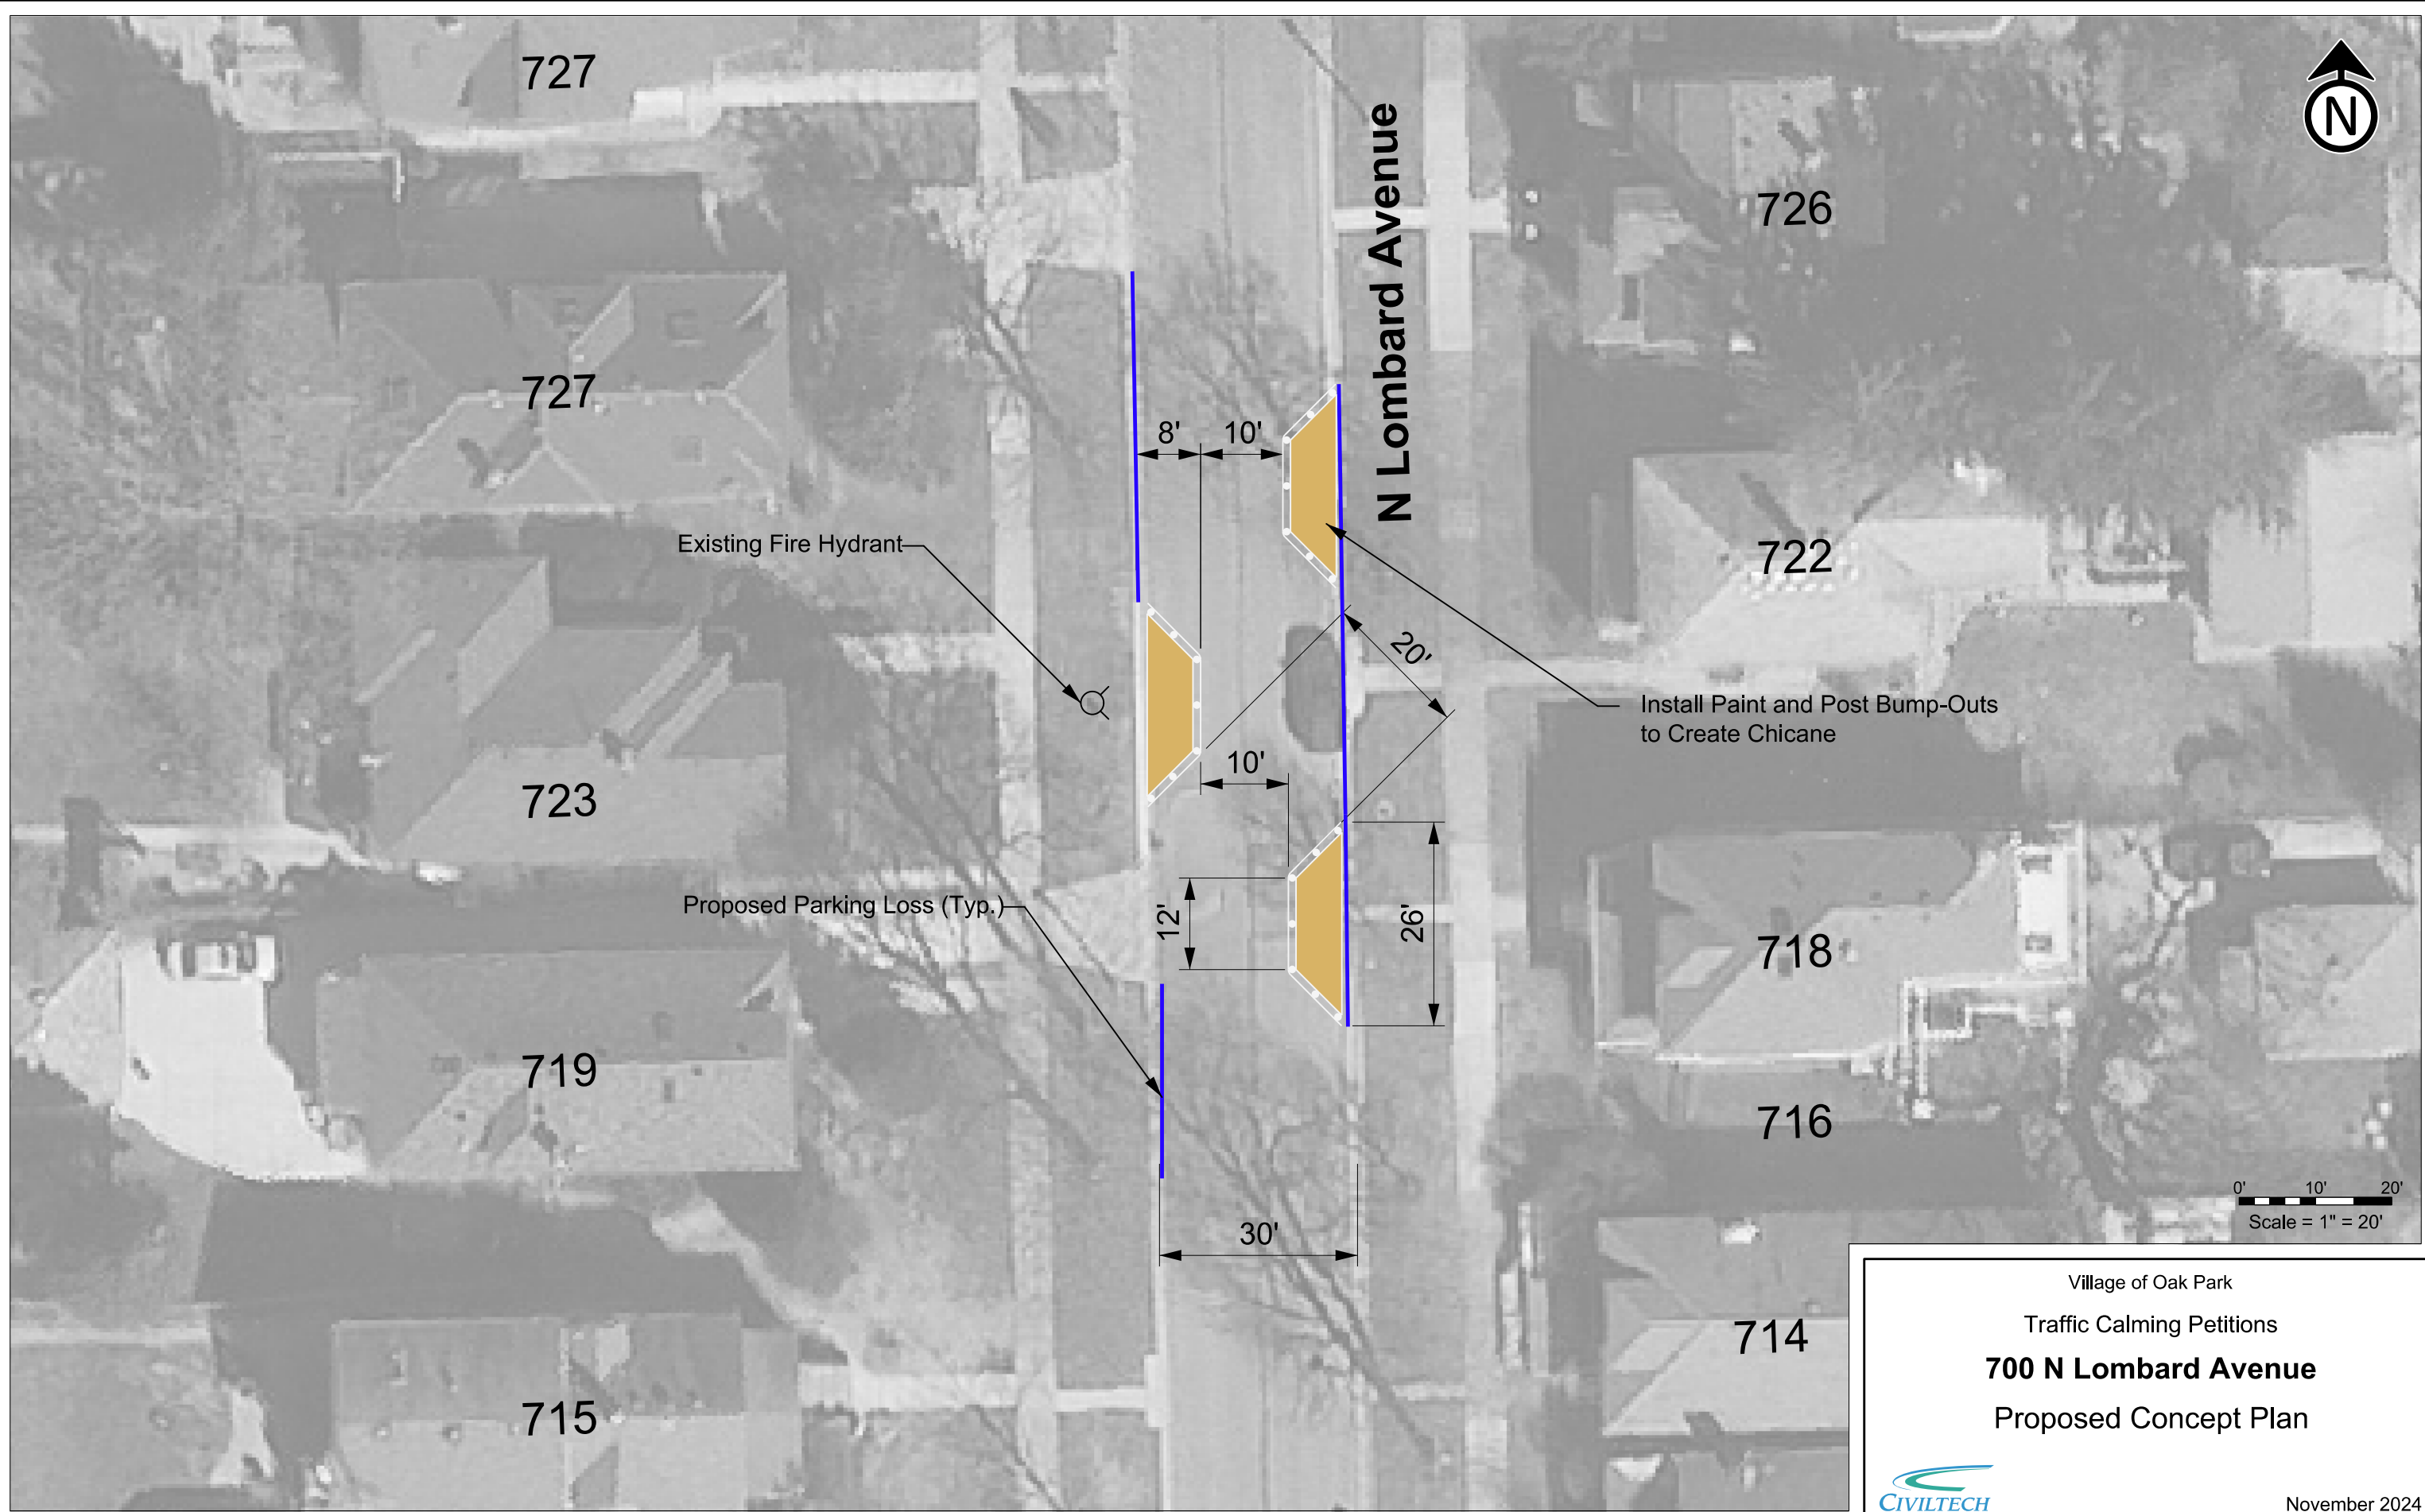 727
N
726
N Lombard Avenue
727
8'
10'
Existing Fire Hydrant
722
20'
Install Paint and Post Bump-Outs
to Create Chicane
10'
723
Proposed Parking Loss (Typ.)
12'
26'
718
719
716
0' 10' 20'
Scale = 1" = 20'
30'
714
715
Village of Oak Park
Traffic Calming Petitions
700 N Lombard Avenue
Proposed Concept Plan
CIVILTECH
November 2024